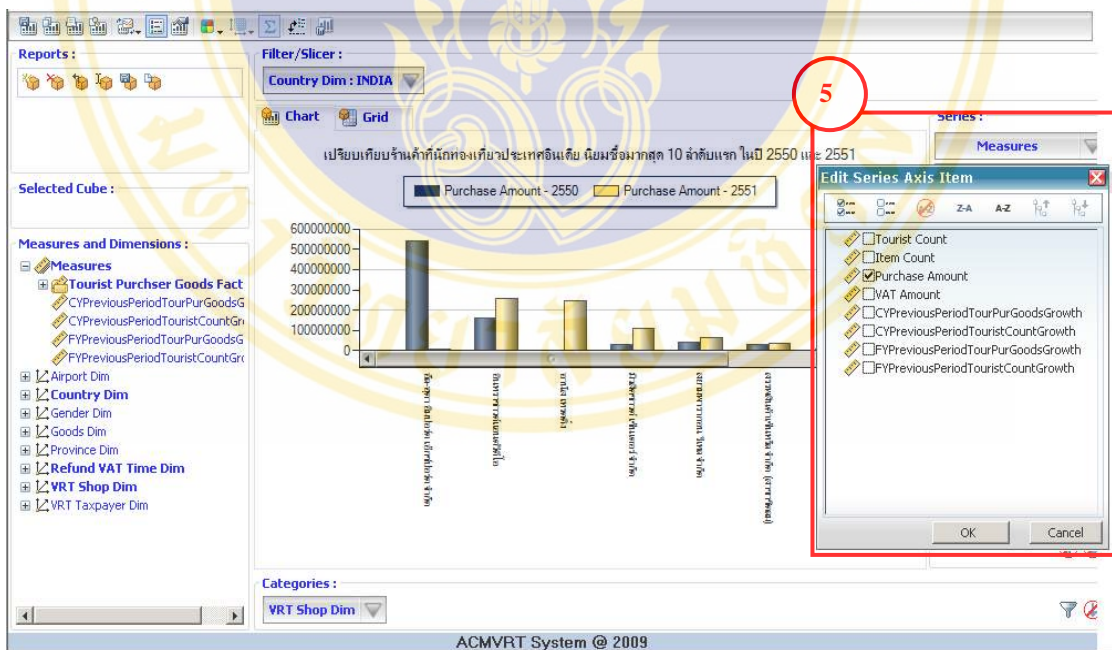 Reports :
Filter/Slicer :
Country Dim : INDIA
5
Chart
Grid
Series :
Measures
เปรียบเทียบร้านค้าที่นักทองเที่ยวประเทศอินเดีย นิยมซื้อมากสุด 10 ลำดับแรก ในปี 2550 และ 2551
Purchase Amount - 2550
Purchase Amount - 2551
Selected Cube :
Measures and Dimensions :
Measures
Tourist Purchser Goods Fact
CYPreviousPeriodTourPurGoodsG
CYPreviousPeriodTouristCountGr
FYPreviousPeriodTourPurGoodsG
FYPreviousPeriodTouristCountGr
Airport Dim
Country Dim
Gender Dim
Goods Dim
Province Dim
Refund VAT Time Dim
VRT Shop Dim
VRT Taxpayer Dim
600000000
500000000
400000000
300000000
200000000
100000000
0
Edit Series Axis Item
Z-A
A-Z
Tourist Count
Item Count
Purchase Amount
VAT Amount
CYPreviousPeriodTourPurGoodsGrowth
CYPreviousPeriodTouristCountGrowth
FYPreviousPeriodTourPurGoodsGrowth
FYPreviousPeriodTouristCountGrowth
OK
Cancel
Categories :
VRT Shop Dim
ACMVRT System @ 2009